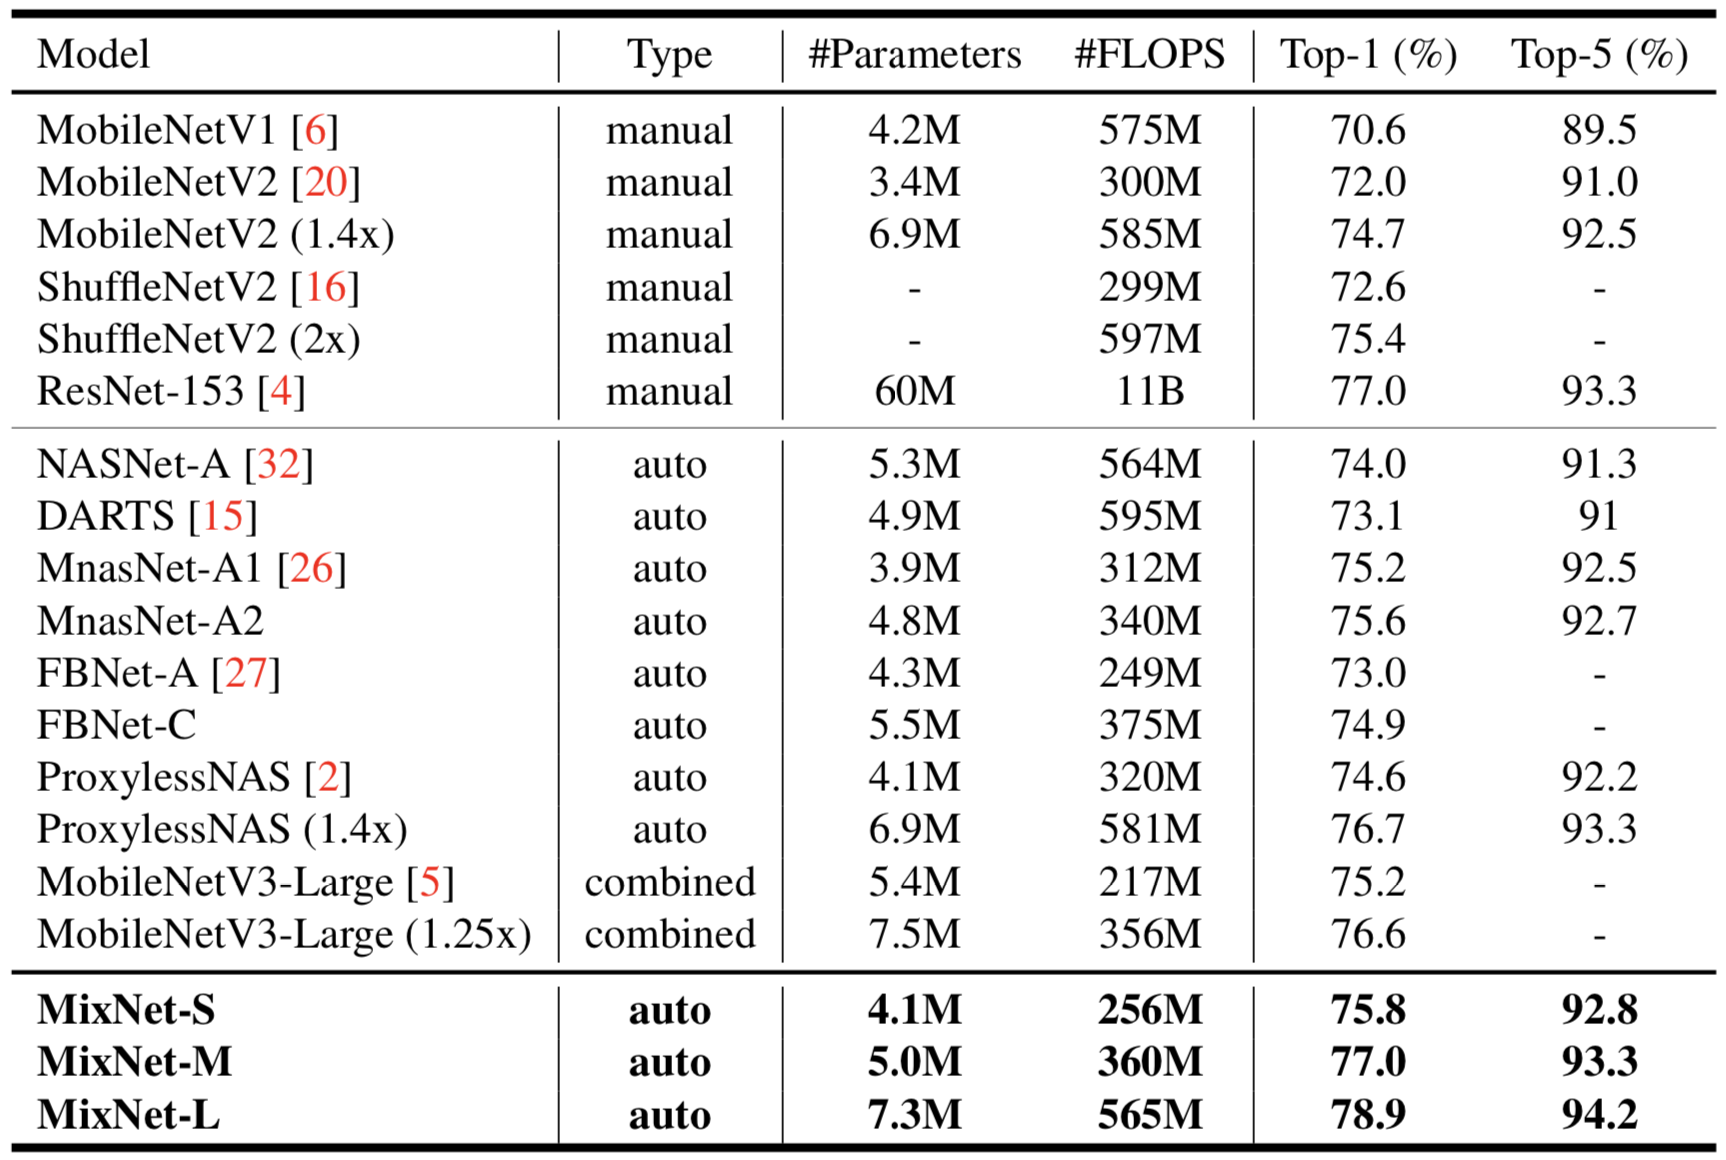 Model Type #Parameters #FLOPS Top-1 (%) Top-5 (%)
MobileNetV1 [6] manual 4.2M 575M 70.6 89.5
MobileNetV2 [20] manual 3.4M 300M 72.0 91.0
MobileNetV2 (1.4x) manual 6.9M 585M 74.7 92.5
ShuffleNetV2 [16] manual - 299M 72.6 -
ShuffleNetV2 (2x) manual - 597M 75.4 -
ResNet-153 [4] manual 60M 11B 77.0 93.3
NASNet-A [32] auto 5.3M 564M 74.0 91.3
DARTS [15] auto 4.9M 595M 73.1 91
MnasNet-A1 [26] auto 3.9M 312M 75.2 92.5
MnasNet-A2 auto 4.8M 340M 75.6 92.7
FBNet-A [27] auto 4.3M 249M 73.0 -
FBNet-C auto 5.5M 375M 74.9 -
ProxylessNAS [2] auto 4.1M 320M 74.6 92.2
ProxylessNAS (1.4x) auto 6.9M 581M 76.7 93.3
MobileNetV3-Large [5] combined 5.4M 217M 75.2 -
MobileNetV3-Large (1.25x) combined 7.5M 356M 76.6 -
MixNet-S auto 4.1M 256M 75.8 92.8
MixNet-M auto 5.0M 360M 77.0 93.3
MixNet-L auto 7.3M 565M 78.9 94.2